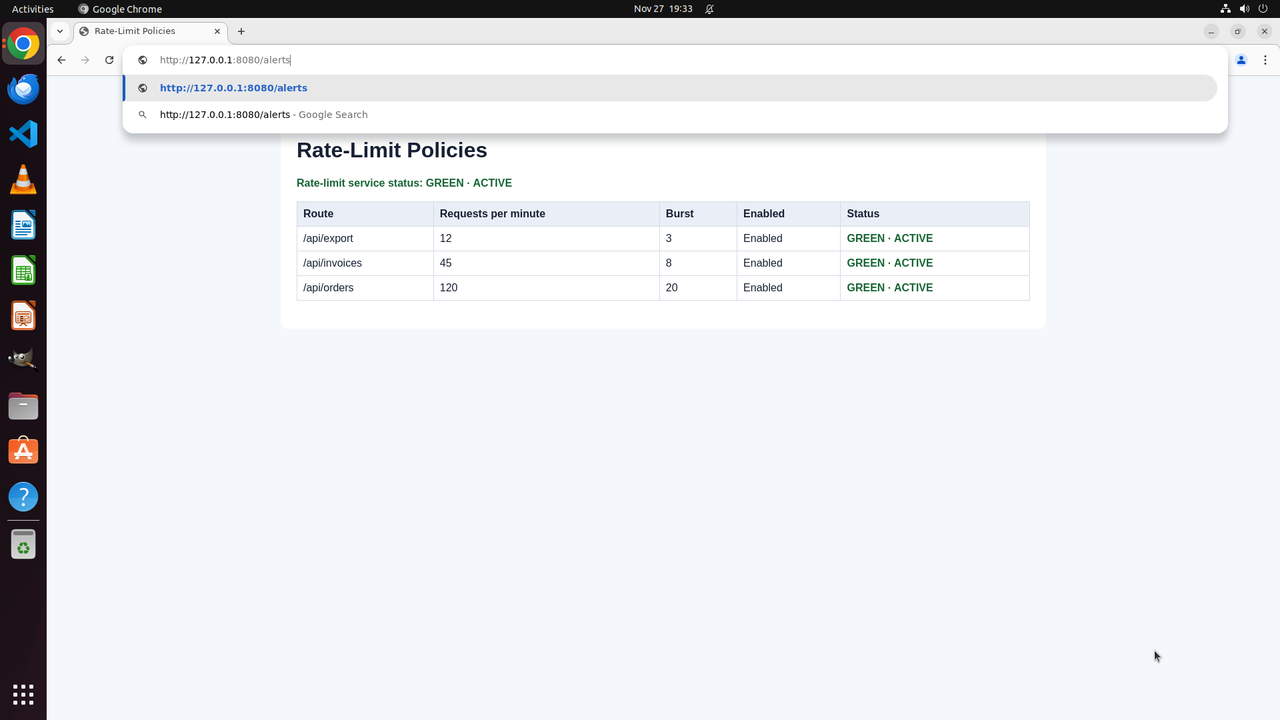 Activities Google Chrome Nov 27 19:33
Rate-Limit Policies
http://127.0.0.1:8080/alerts
http://127.0.0.1:8080/alerts
http://127.0.0.1:8080/alerts - Google Search
Rate-Limit Policies
Rate-limit service status: GREEN · ACTIVE
Route Requests per minute Burst Enabled Status
/api/export 12 3 Enabled GREEN · ACTIVE
/api/invoices 45 8 Enabled GREEN · ACTIVE
/api/orders 120 20 Enabled GREEN · ACTIVE